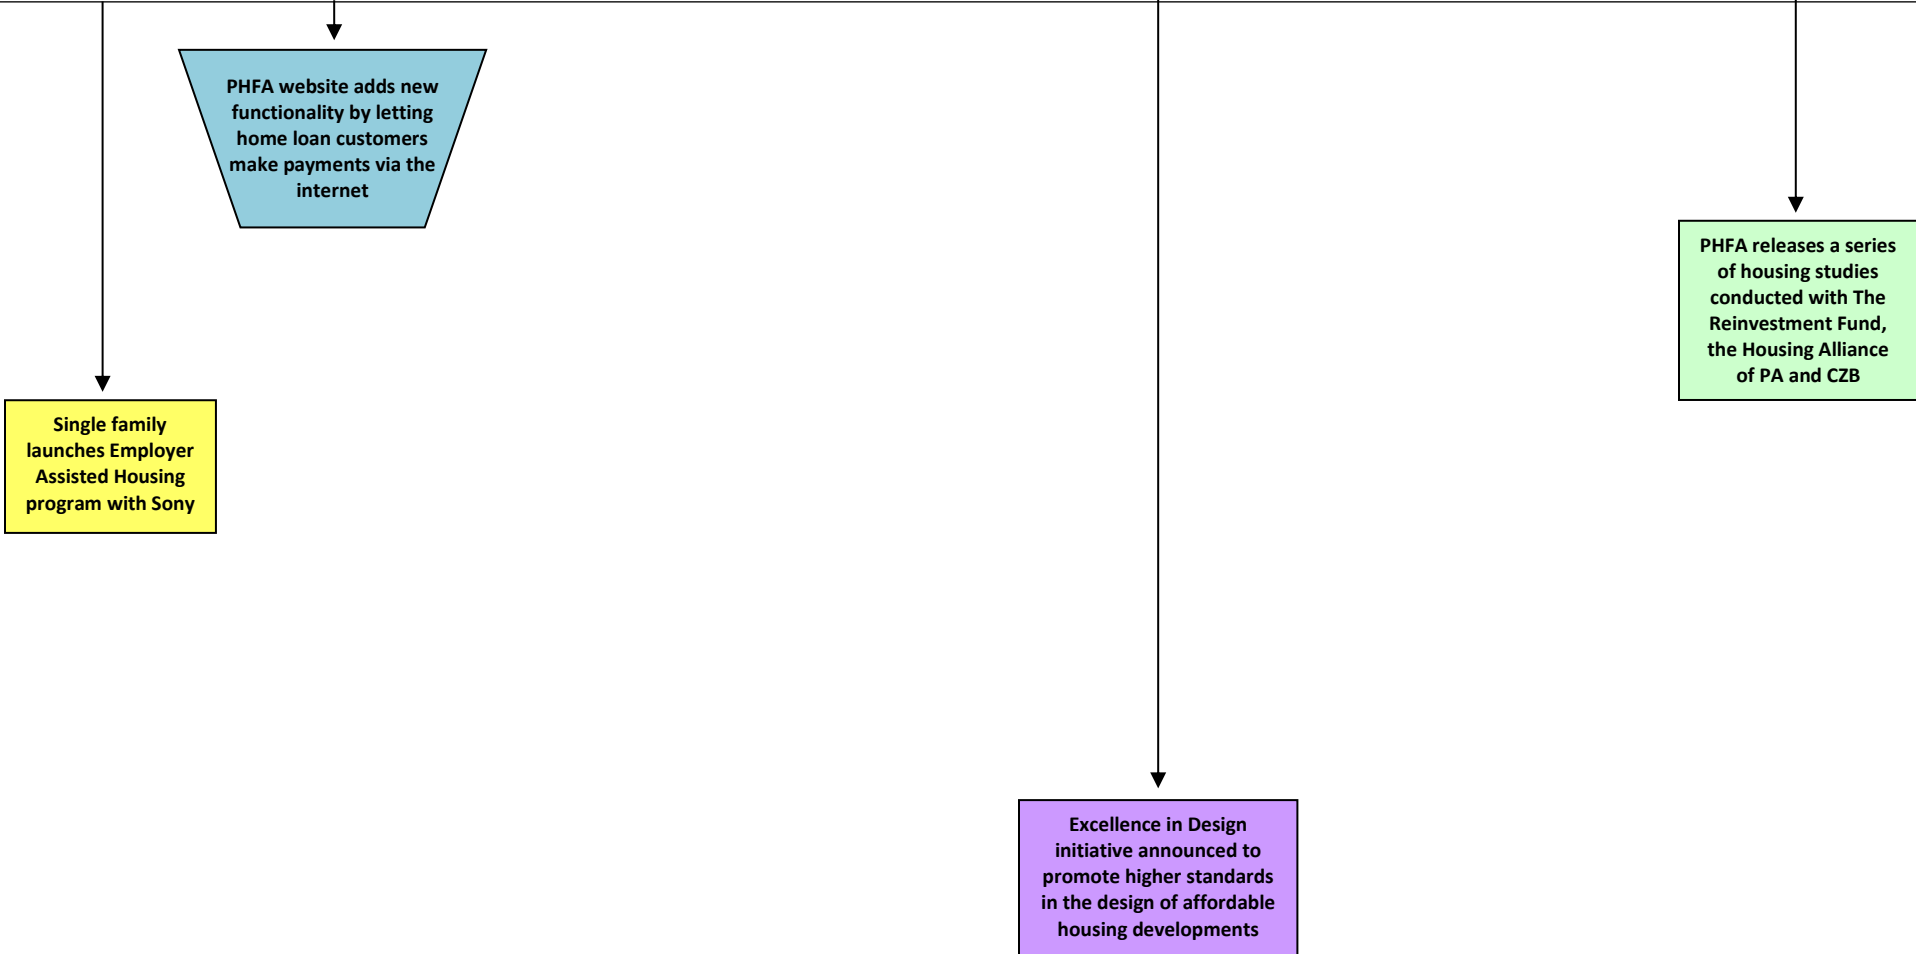 PHFA website adds new
functionality by letting
home loan customers
make payments via the
internet
PHFA releases a series
of housing studies
conducted with The
Reinvestment Fund,
the Housing Alliance
of PA and CZB
Single family
launches Employer
Assisted Housing
program with Sony
Excellence in Design
initiative announced to
promote higher standards
in the design of affordable
housing developments